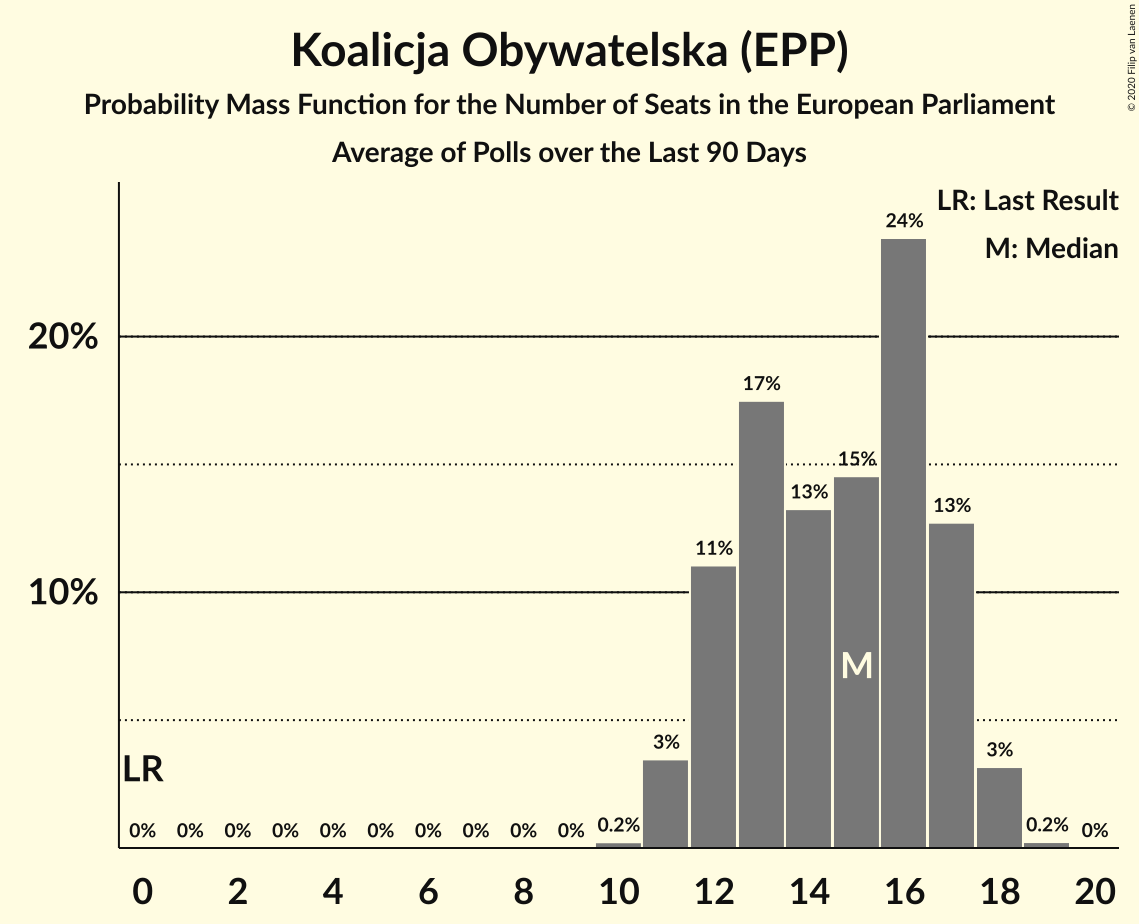 Koalicja Obywatelska (EPP)
Probability Mass Function for the Number of Seats in the European Parliament
Average of Polls over the Last 90 Days
© 2020 Filip van Laenen
LR: Last Result
M: Median
20%
10%
24%
17%
15%
13%
13%
11%
3%
3%
M
LR
0% 0% 0% 0% 0% 0% 0% 0% 0% 0% 0.2% 0.2% 0%
0 2 4 6 8 10 12 14 16 18 20